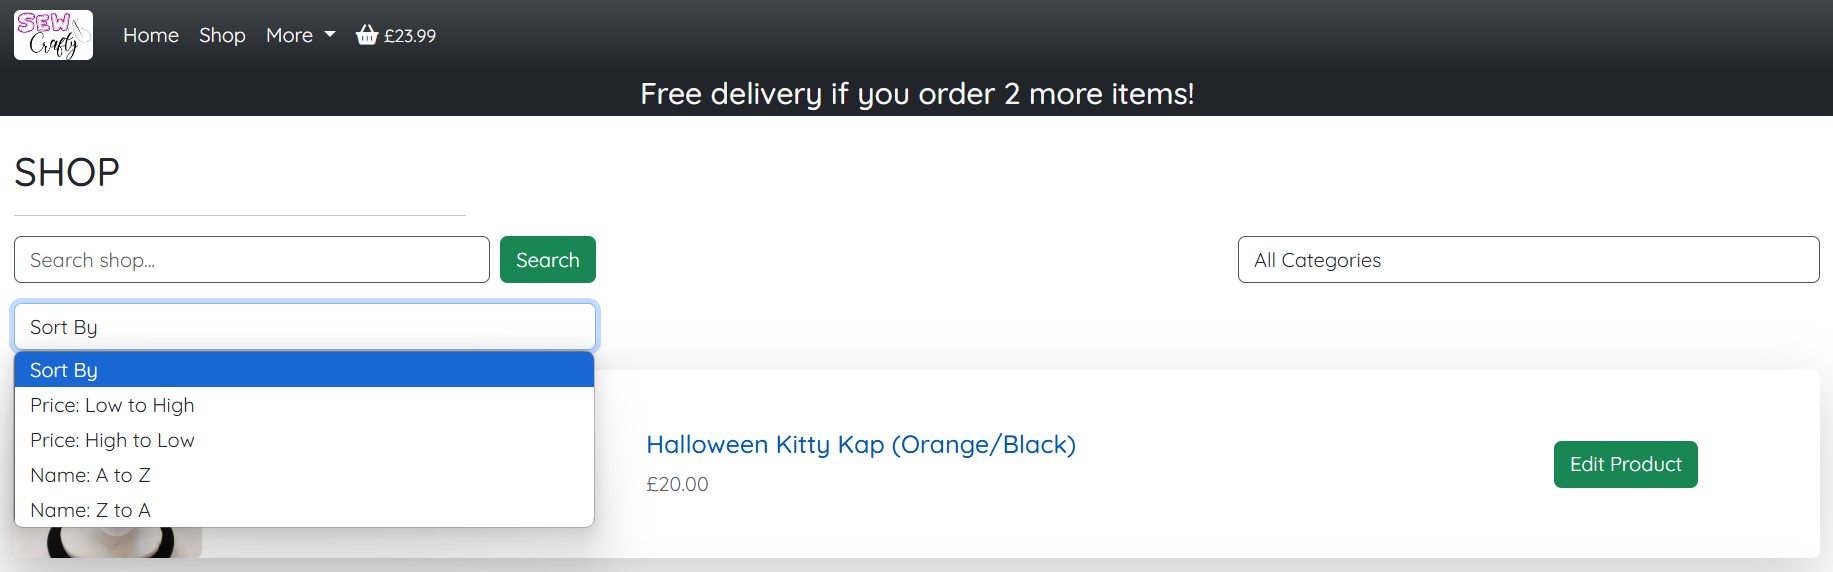 SEW
Crafty
Home Shop More £23.99
Free delivery if you order 2 more items!
SHOP
Search shop... Search All Categories
Sort By
Sort By
Price: Low to High
Price: High to Low
Name: A to Z
Name: Z to A
Halloween Kitty Kap (Orange/Black)
£20.00
Edit Product